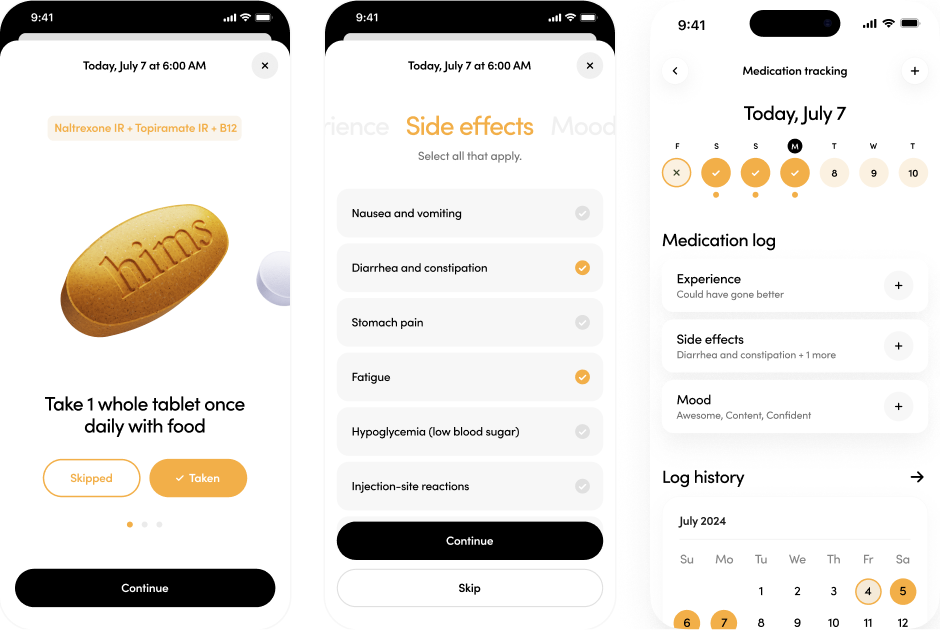 9:41
Today, July 7 at 6:00 AM
Naltrexone IR + Topiramate IR + B12
hims
Take 1 whole tablet once
daily with food
Skipped
Taken
Continue
9:41
Today, July 7 at 6:00 AM
rience Side effects Mood
Select all that apply.
Nausea and vomiting
Diarrhea and constipation
Stomach pain
Fatigue
Hypoglycemia (low blood sugar)
Injection-site reactions
Continue
Skip
9:41
Medication tracking
Today, July 7
F S S M T W T
8 9 10
Medication log
Experience
Could have gone better
Side effects
Diarrhea and constipation + 1 more
Mood
Awesome, Content, Confident
Log history
July 2024
Su Mo Tu We Th Fr Sa
1 2 3 4 5
6 7 8 9 10 11 12